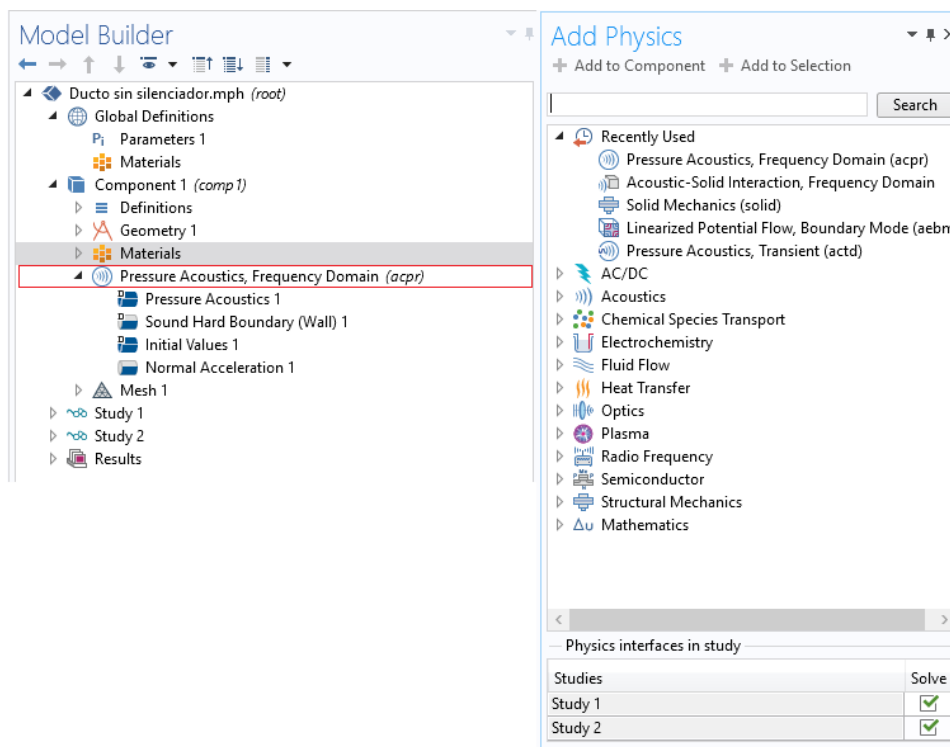 Model Builder
Ducto sin silenciador.mph (root)
Global Definitions
Pi Parameters 1
Materials
Component 1 (comp1)
Definitions
Geometry 1
Materials
Pressure Acoustics, Frequency Domain (acpr)
Pressure Acoustics 1
Sound Hard Boundary (Wall) 1
Initial Values 1
Normal Acceleration 1
Mesh 1
Study 1
Study 2
Results
Add Physics
Add to Component
Add to Selection
Search
Recently Used
Pressure Acoustics, Frequency Domain (acpr)
Acoustic-Solid Interaction, Frequency Domain
Solid Mechanics (solid)
Linearized Potential Flow, Boundary Mode (aebm
Pressure Acoustics, Transient (actd)
AC/DC
Acoustics
Chemical Species Transport
Electrochemistry
Fluid Flow
Heat Transfer
Optics
Plasma
Radio Frequency
Semiconductor
Structural Mechanics
Δu Mathematics
Physics interfaces in study
Studies Solve
Study 1
Study 2